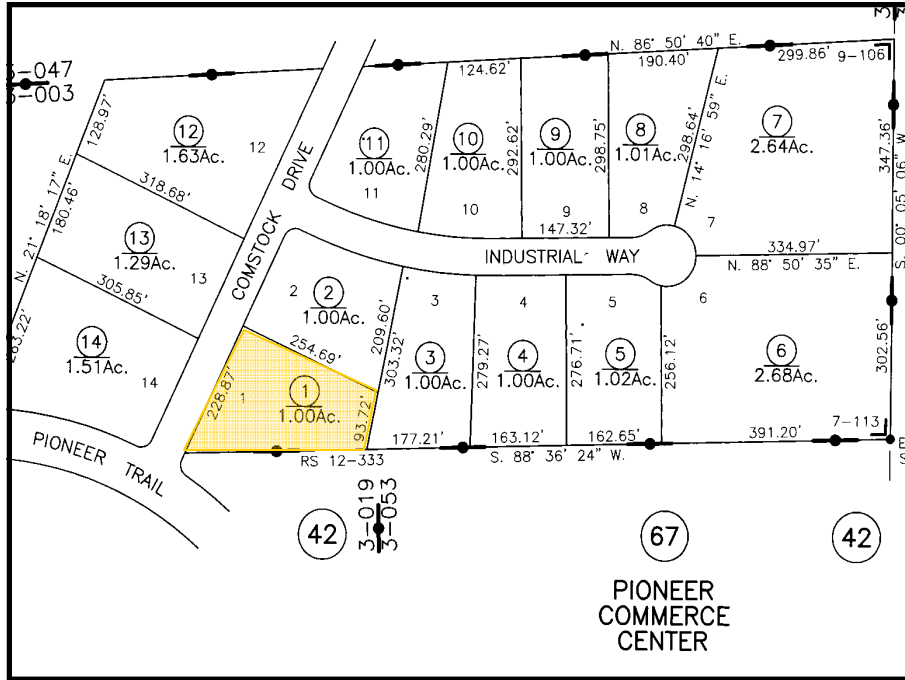 3-047
3-003
N. 86° 50' 40" E.
124.62'
190.40'
299.86'
9-106
128.97'
12
1.63Ac.
12
318.68'
N. 21° 18' 17" E.
180.46'
13
1.29Ac.
13
305.85'
14
1.51Ac.
14
COMSTOCK DRIVE
11
1.00Ac.
11
280.29'
10
1.00Ac.
10
292.62'
9
1.00Ac.
9
147.32'
298.75'
8
1.01Ac.
8
298.64'
N. 14° 16' 59" E.
7
2.64Ac.
7
347.36'
S. 00° 05' 06" W
334.97'
N. 88° 50' 35" E.
INDUSTRIAL WAY
2
2
1.00Ac.
254.69'
209.60'
3
303.32'
3
1.00Ac.
279.27'
4
4
1.00Ac.
276.71'
5
5
1.02Ac.
256.12'
6
6
2.68Ac.
302.56'
1
1
1.00Ac.
228.87'
93.72'
177.21'
163.12'
162.65'
391.20'
7-113
RS 12-333
S. 88° 36' 24" W.
PIONEER TRAIL
42
3-019
3-053
67
42
PIONEER
COMMERCE
CENTER